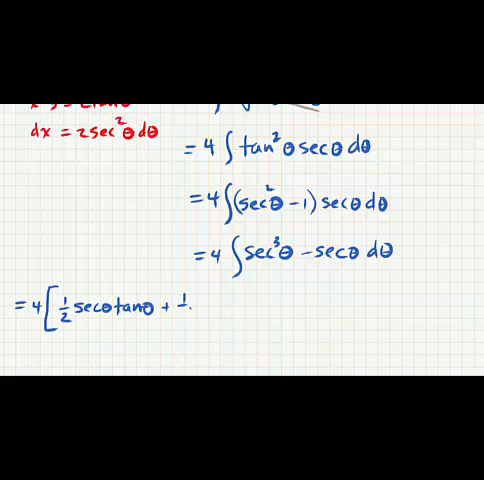 dx = 2sec²θ dθ
= 4 ∫ tan²θ secθ dθ
= 4 ∫ (sec²θ - 1) secθ dθ
= 4 ∫ sec³θ - secθ dθ
= 4 [ 1/2 secθ tanθ + 1